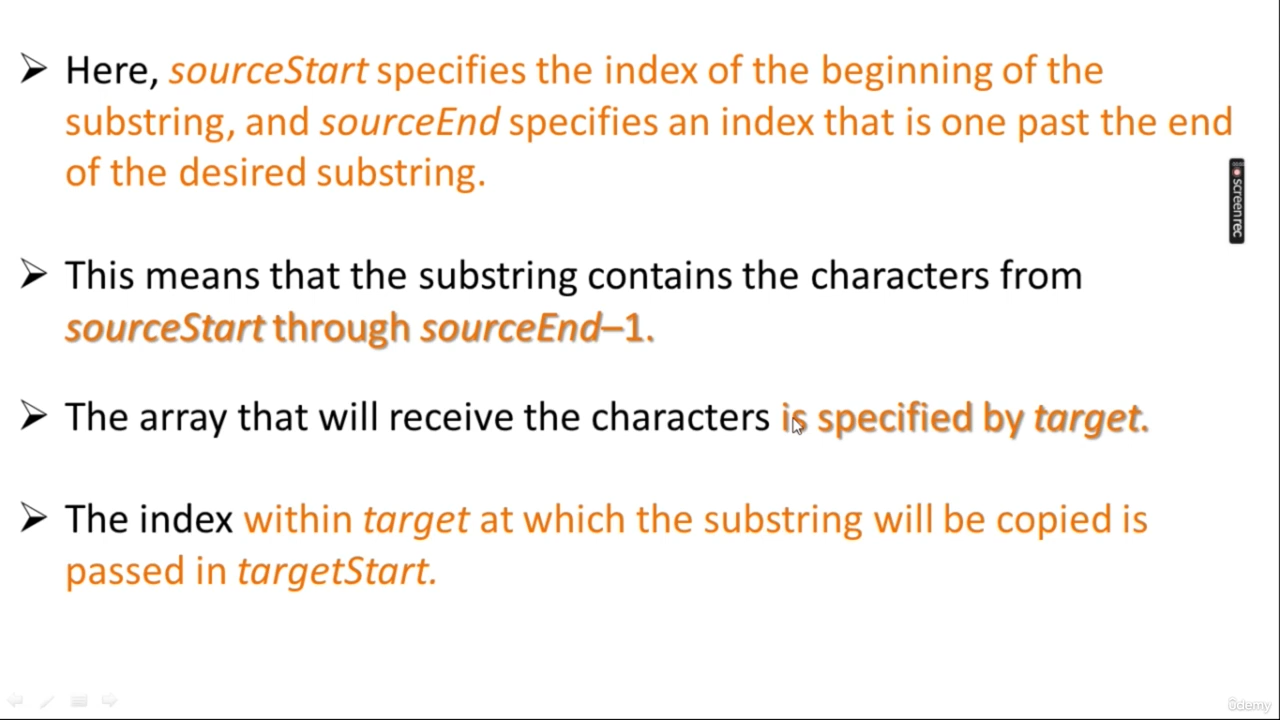 Here, sourceStart specifies the index of the beginning of the
substring, and sourceEnd specifies an index that is one past the end
of the desired substring.
This means that the substring contains the characters from
sourceStart through sourceEnd–1.
The array that will receive the characters is specified by target.
The index within target at which the substring will be copied is
passed in targetStart.
screen rec
ûdemy